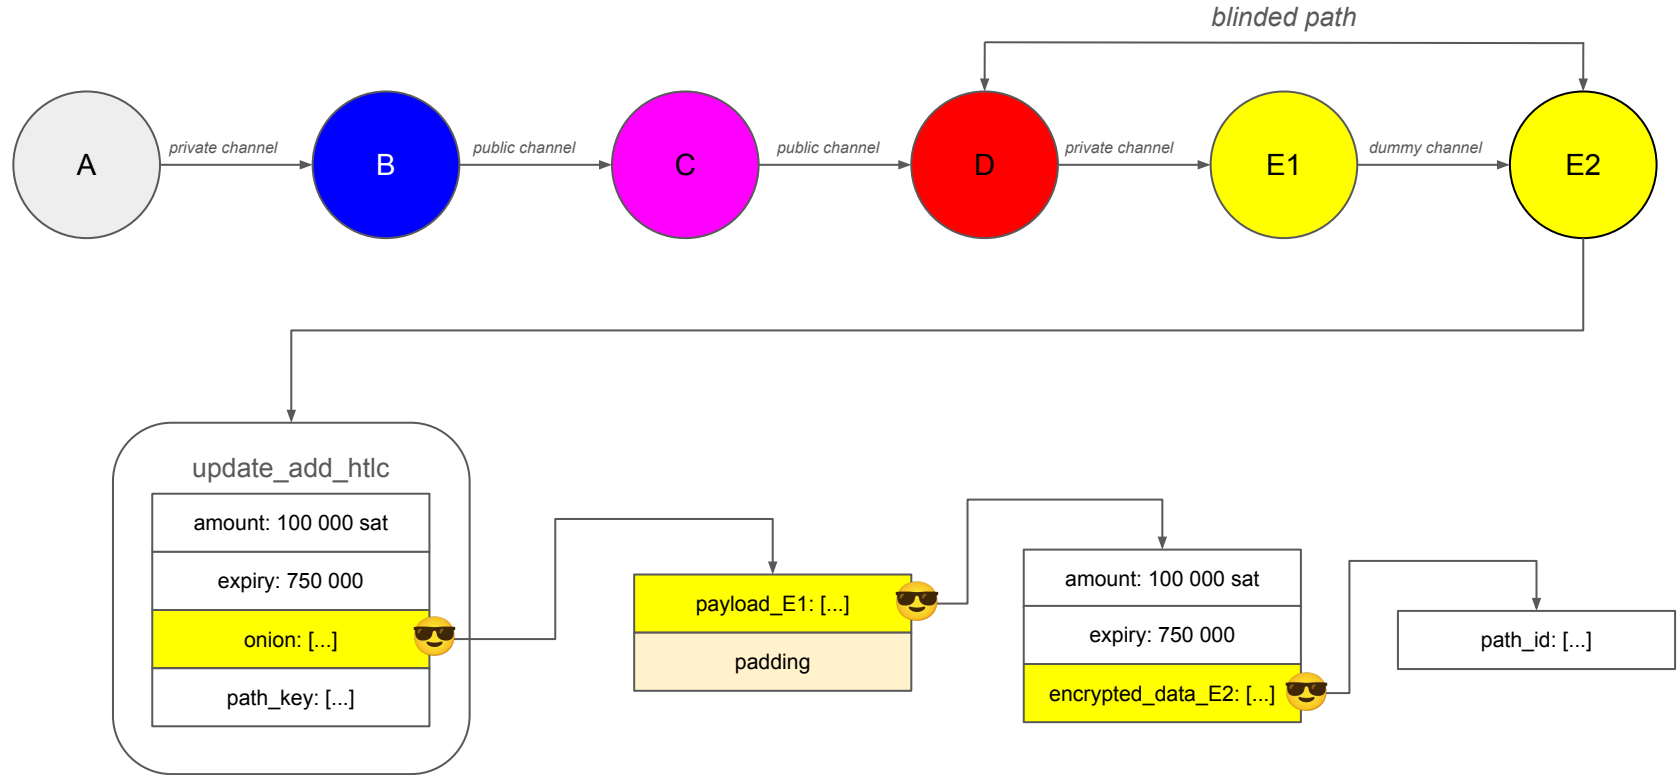 blinded path
A
private channel
B
public channel
C
public channel
D
private channel
E1
dummy channel
E2
update_add_htlc
amount: 100 000 sat
expiry: 750 000
onion: [...]
path_key: [...]
payload_E1: [...]
padding
amount: 100 000 sat
expiry: 750 000
encrypted_data_E2: [...]
path_id: [...]